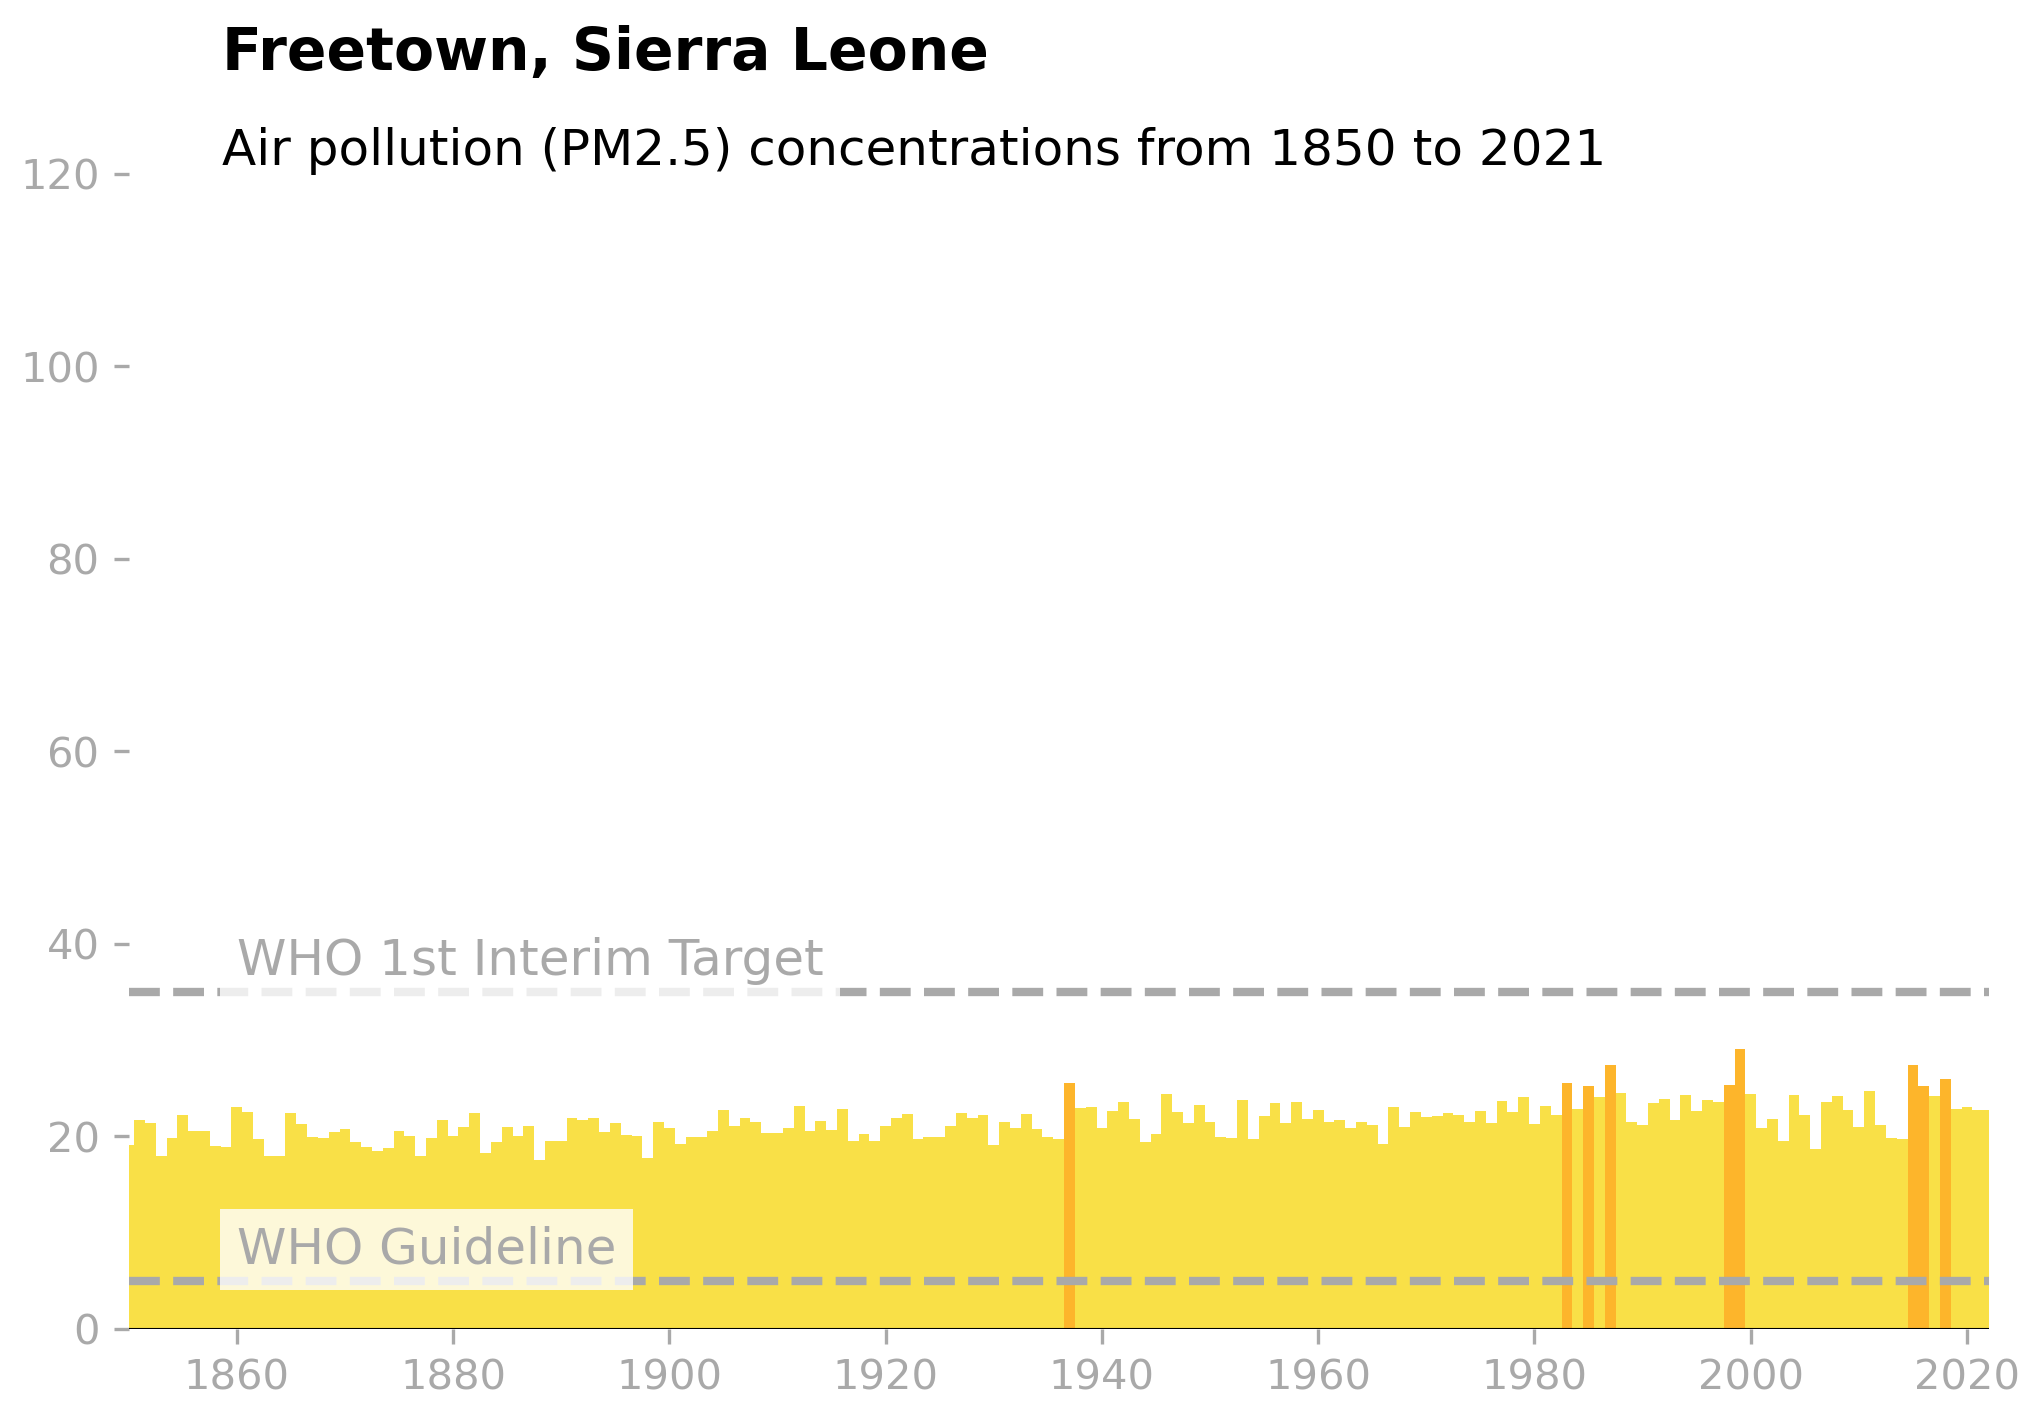 Freetown, Sierra Leone
Air pollution (PM2.5) concentrations from 1850 to 2021
120
100
80
60
40
WHO 1st Interim Target
20
WHO Guideline
0
1860 1880 1900 1920 1940 1960 1980 2000 2020